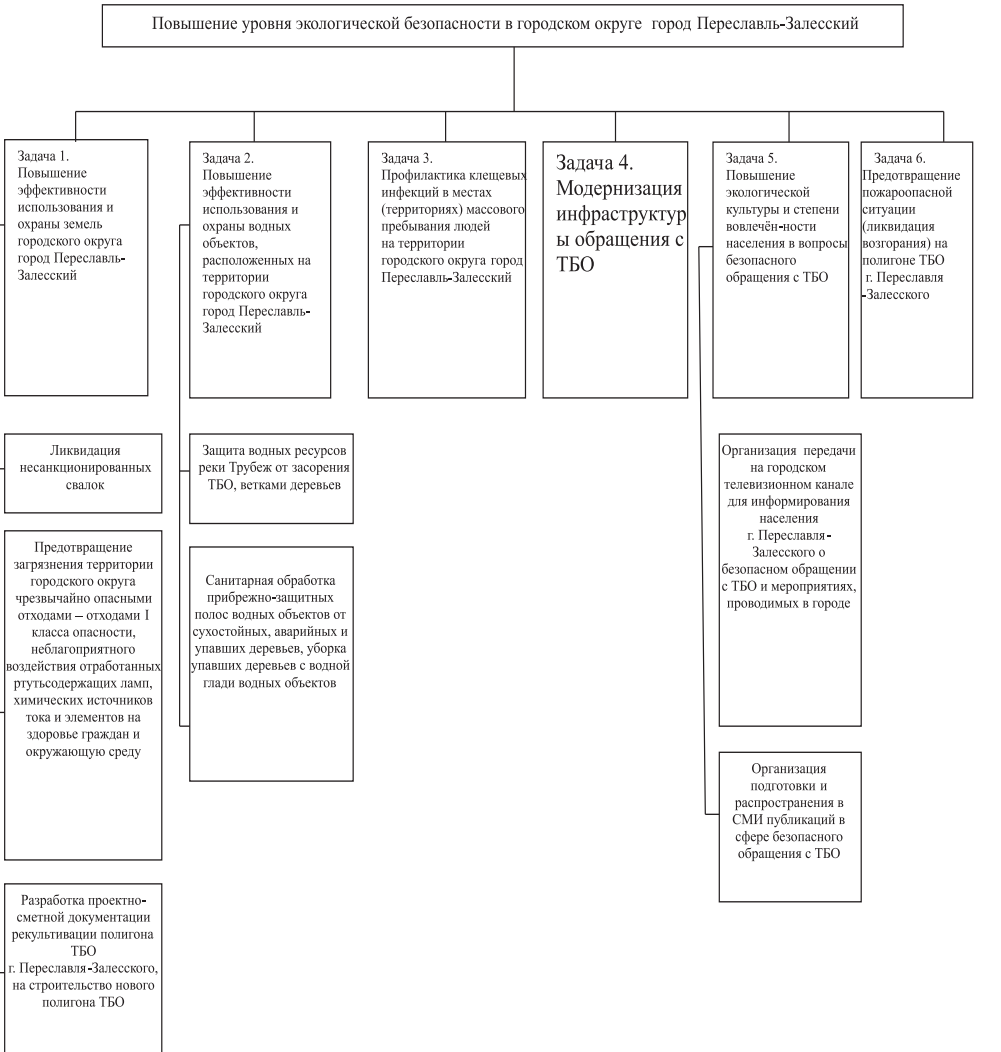 Повышение уровня экологической безопасности в городском округе город Переславль-Залесский
Задача 1.
Повышение
эффективности
использования и
охраны земель
городского округа
город Переславль-
Залесский
Задача 2.
Повышение
эффективности
использования и
охраны водных
объектов,
расположенных на
территории
городского округа
город Переславль-
Залесский
Задача 3.
Профилактика клещевых
инфекций в местах
(территориях) массового
пребывания людей
на территории
городского округа город
Переславль-Залесский
Задача 4.
Модернизация
инфраструктур
ы обращения с
ТБО
Задача 5.
Повышение
экологической
культуры и степени
вовлечён-ности
населения в вопросы
безопасного
обращения с ТБО
Задача 6.
Предотвращение
пожароопасной
ситуации
(ликвидация
возгорания) на
полигоне ТБО
г. Переславля
-Залесского
Ликвидация
несанкционированных
свалок
Защита водных ресурсов
реки Трубеж от засорения
ТБО, ветками деревьев
Организация передачи
на городском
телевизионном канале
для информирования
населения
г. Переславля-
Залесского о
безопасном обращении
с ТБО и мероприятиях,
проводимых в городе
Предотвращение
загрязнения территории
городского округа
чрезвычайно опасными
отходами – отходами I
класса опасности,
неблагоприятного
воздействия отработанных
ртутьсодержащих ламп,
химических источников
тока и элементов на
здоровье граждан и
окружающую среду
Санитарная обработка
прибрежно-защитных
полос водных объектов от
сухостойных, аварийных и
упавших деревьев, уборка
упавших деревьев с водной
глади водных объектов
Организация
подготовки и
распространения в
СМИ публикаций в
сфере безопасного
обращения с ТБО
Разработка проектно-
сметной документации
рекультивации полигона
ТБО
г. Переславля-Залесского,
на строительство нового
полигона ТБО